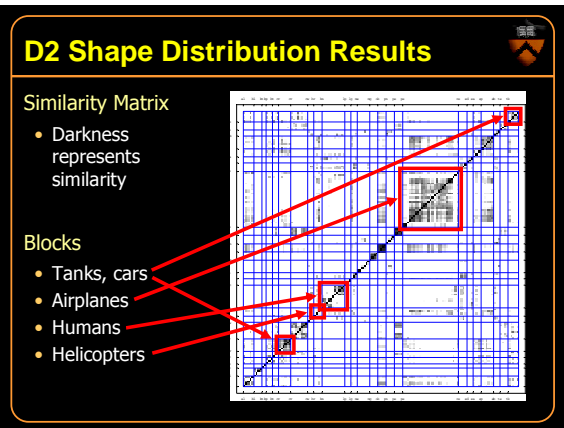 D2 Shape Distribution Results
Similarity Matrix
• Darkness
represents
similarity
Blocks
• Tanks, cars
• Airplanes
• Humans
• Helicopters